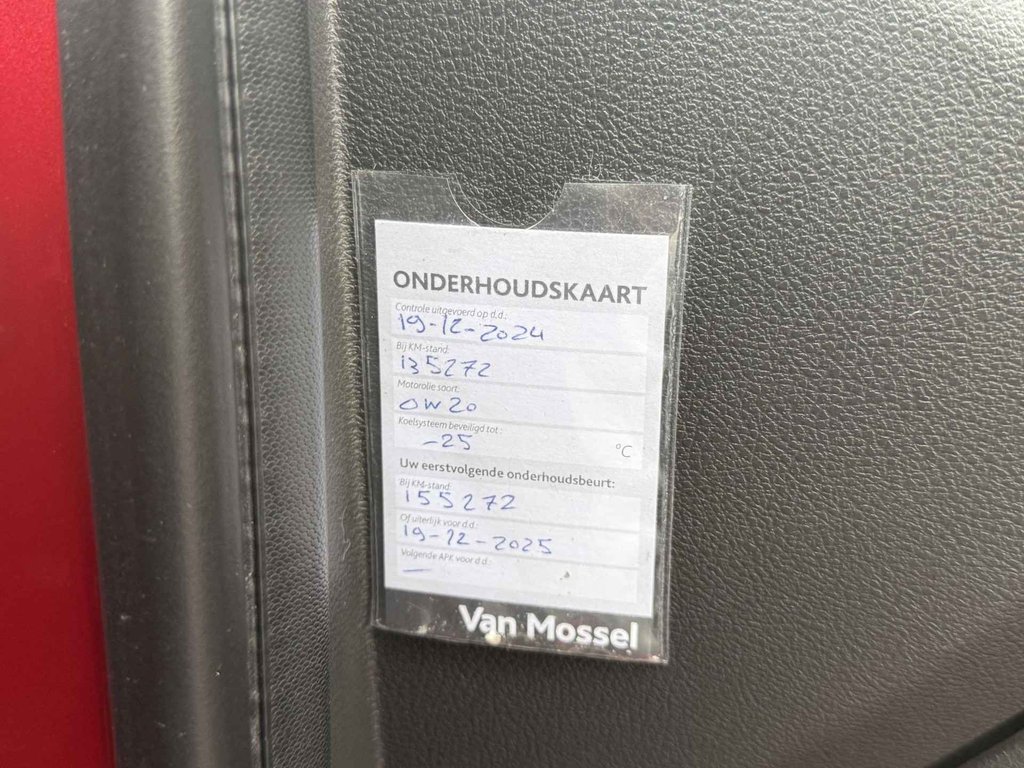 ONDERHOUDSKAART
Controle uitgevoerd op d.d.:
19-12-2024
Bij KM-stand:
135272
Motorolie soort:
0W20
Koelsysteem beveiligd tot:
-25 °C
Uw eerstvolgende onderhoudsbeurt:
Bij KM-stand:
155272
Of uiterlijk voor d.d.:
19-12-2025
Volgende APK voor d.d.:
—
Van Mossel